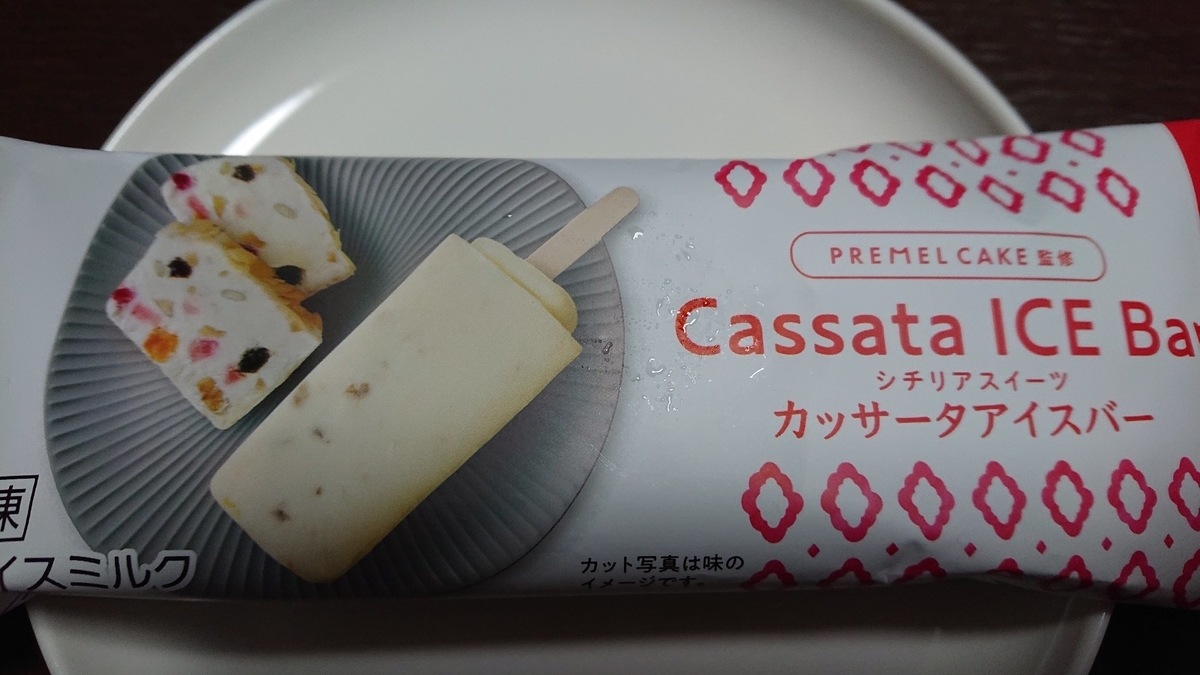 PREMEL CAKE 監修
Cassata ICE Ba
シチリアスイーツ
カッサータアイスバー
凍
イスミルク
カット写真は味の
イメージです。